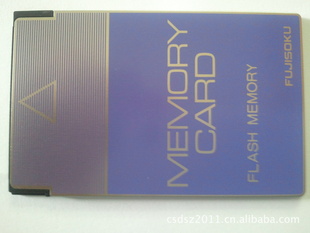 MEMORY
CARD
FLASH MEMORY
FUJISOKU
csdsz2011.cn.alibaba.com